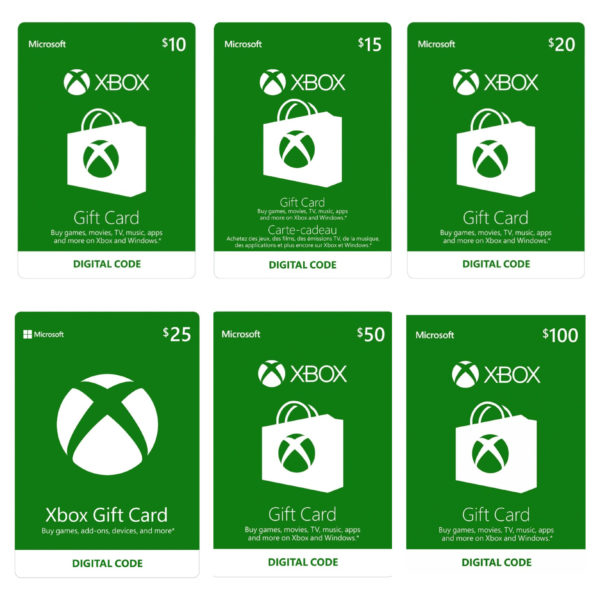 Microsoft $10
XBOX
Gift Card
Buy games, movies, TV, music, apps
and more on Xbox and Windows.*
DIGITAL CODE
Microsoft $15
XBOX
Gift Card
Buy games, movies, TV, music, apps
and more on Xbox and Windows.*
Carte-cadeau
Achetez des jeux, des films, des émissions TV, de la musique,
des applications et plus encore sur Xbox et Windows.*
DIGITAL CODE
Microsoft $20
XBOX
Gift Card
Buy games, movies, TV, music, apps
and more on Xbox and Windows.*
DIGITAL CODE
Microsoft $25
Xbox Gift Card
Buy games, add-ons, devices, and more*
DIGITAL CODE
Microsoft $50
XBOX
Gift Card
Buy games, movies, TV, music, apps
and more on Xbox and Windows.*
DIGITAL CODE
Microsoft $100
XBOX
Gift Card
Buy games, movies, TV, music, apps
and more on Xbox and Windows.*
DIGITAL CODE